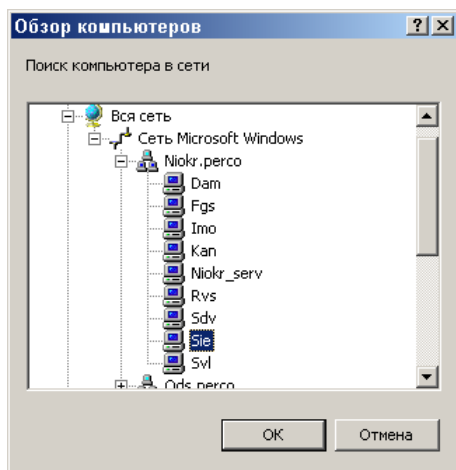 Обзор компьютеров
Поиск компьютера в сети
Вся сеть
Сеть Microsoft Windows
Niokr.perco
Dam
Fgs
Imo
Kan
Niokr_serv
Rvs
Sdv
Sie
Svl
Ods.perco
OK
Отмена